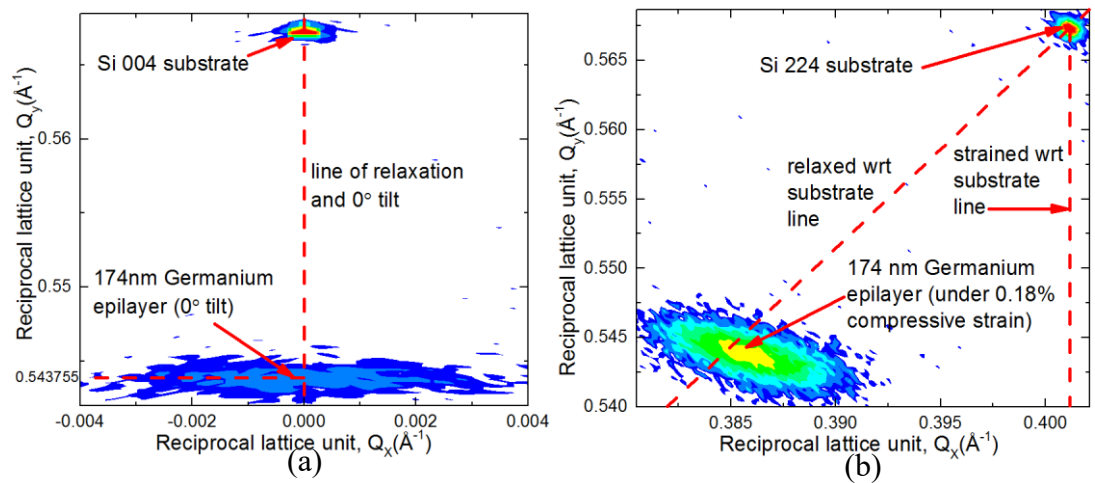 (a)
Si 004 substrate
0.56
line of relaxation
and 0° tilt
0.55
174nm Germanium
epilayer (0° tilt)
0.543755
Reciprocal lattice unit, Q_y(Å⁻¹)
-0.004
-0.002
0.000
0.002
0.004
Reciprocal lattice unit, Q_X(Å⁻¹)
(a)
0.565
Si 224 substrate
0.560
relaxed wrt
substrate
line
strained wrt
substrate
line
0.555
0.550
174 nm Germanium
epilayer (under 0.18%
compressive strain)
0.545
0.540
Reciprocal lattice unit, Q_y(Å⁻¹)
0.385
0.390
0.395
0.400
Reciprocal lattice unit, Q_X(Å⁻¹)
(b)